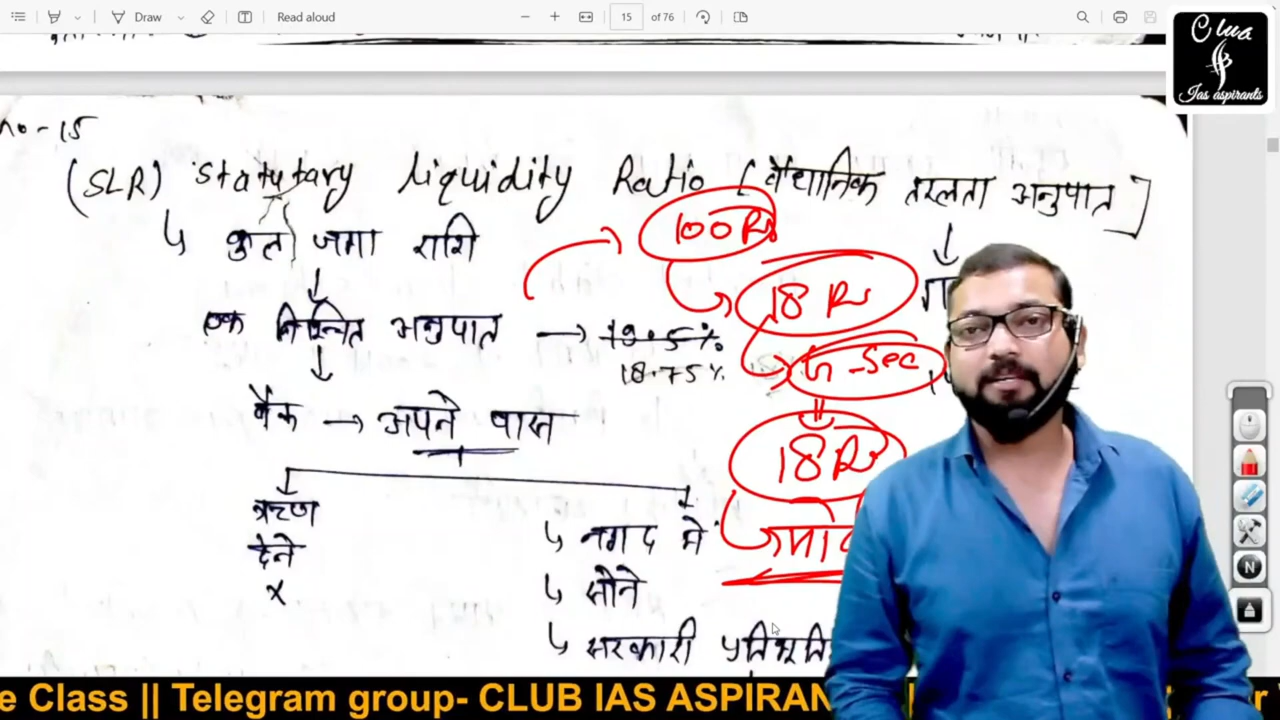 Draw
Read aloud
15 of 76
Club
Ias aspirants
no-15
(SLR) Statutary liquidity Ratio [वैधानिक तरलता अनुपात]
↳ कुल जमा राशि
100 Rs
18 Rs
एक निश्चित अनुपात → 19.5%
18.75%
G-Sec
बैंक → अपने पास
18 Rs
ऋण
देने
x
↳ नगद में
↳ सोने
↳ सरकारी प्रतिभूति
e Class || Telegram group- CLUB IAS ASPIRAN